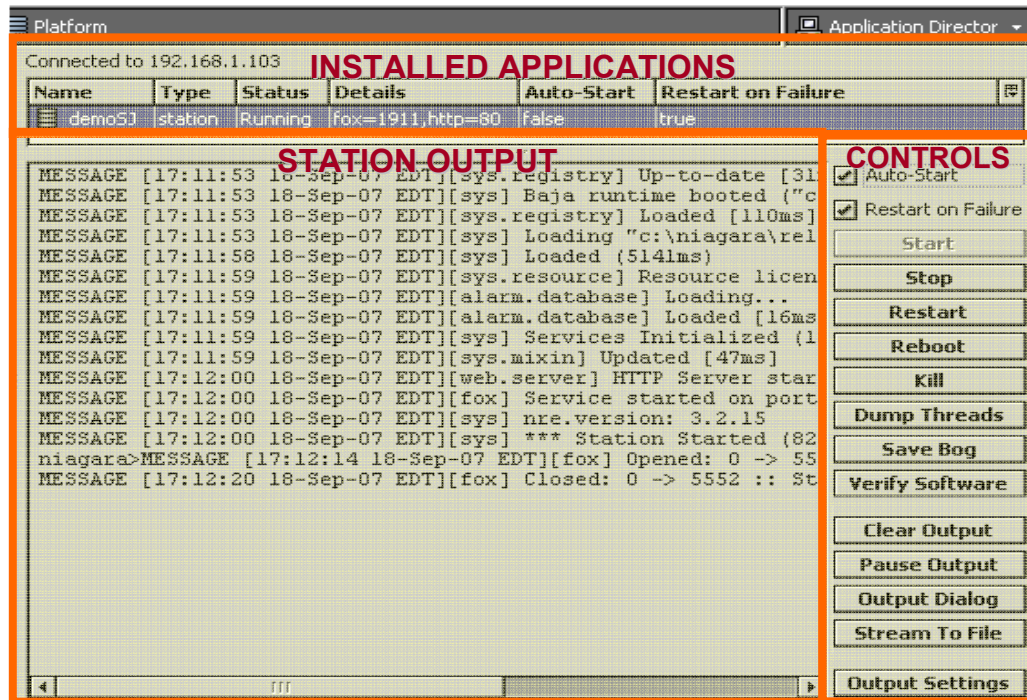 Platform
Application Director
Connected to 192.168.1.103
INSTALLED APPLICATIONS
Name Type Status Details Auto-Start Restart on Failure
demoSJ station Running fox=1911,http=80 false true
STATION OUTPUT
MESSAGE [17:11:53 18-Sep-07 EDT][sys.registry] Up-to-date [31
MESSAGE [17:11:53 18-Sep-07 EDT][sys] Baja runtime booted ("c
MESSAGE [17:11:53 18-Sep-07 EDT][sys.registry] Loaded [110ms]
MESSAGE [17:11:53 18-Sep-07 EDT][sys] Loading "c:\niagara\rel
MESSAGE [17:11:58 18-Sep-07 EDT][sys] Loaded (5141ms)
MESSAGE [17:11:59 18-Sep-07 EDT][sys.resource] Resource licen
MESSAGE [17:11:59 18-Sep-07 EDT][alarm.database] Loading...
MESSAGE [17:11:59 18-Sep-07 EDT][alarm.database] Loaded [16ms
MESSAGE [17:11:59 18-Sep-07 EDT][sys] Services Initialized (1
MESSAGE [17:11:59 18-Sep-07 EDT][sys.mixin] Updated [47ms]
MESSAGE [17:12:00 18-Sep-07 EDT][web.server] HTTP Server star
MESSAGE [17:12:00 18-Sep-07 EDT][fox] Service started on port
MESSAGE [17:12:00 18-Sep-07 EDT][sys] nre.version: 3.2.15
MESSAGE [17:12:00 18-Sep-07 EDT][sys] *** Station Started (82
niagara>MESSAGE [17:12:14 18-Sep-07 EDT][fox] Opened: 0 -> 55
MESSAGE [17:12:20 18-Sep-07 EDT][fox] Closed: 0 -> 5552 :: St
CONTROLS
Auto-Start
Restart on Failure
Start
Stop
Restart
Reboot
Kill
Dump Threads
Save Bog
Verify Software
Clear Output
Pause Output
Output Dialog
Stream To File
Output Settings